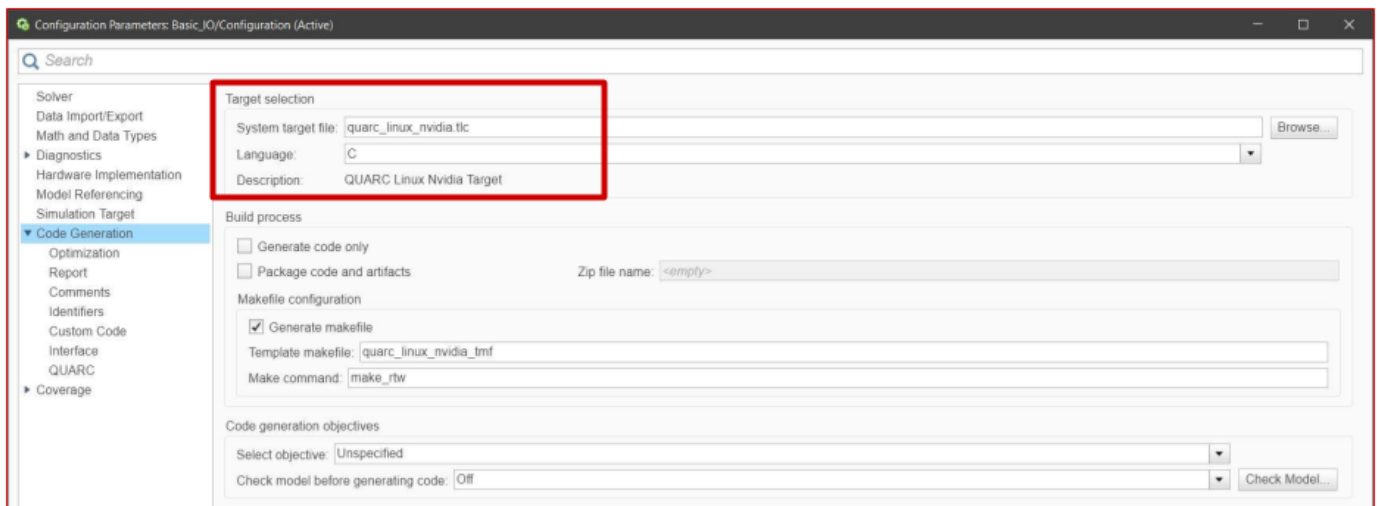 Configuration Parameters: Basic_IO/Configuration (Active)
Search
Solver
Data Import/Export
Math and Data Types
Diagnostics
Hardware Implementation
Model Referencing
Simulation Target
Code Generation
Optimization
Report
Comments
Identifiers
Custom Code
Interface
QUARC
Coverage
Target selection
System target file: quarc_linux_nvidia.tlc Browse...
Language: C
Description: QUARC Linux Nvidia Target
Build process
Generate code only
Package code and artifacts Zip file name: <empty>
Makefile configuration
Generate makefile
Template makefile: quarc_linux_nvidia_tmf
Make command: make_rtw
Code generation objectives
Select objective: Unspecified
Check model before generating code: Off Check Model...